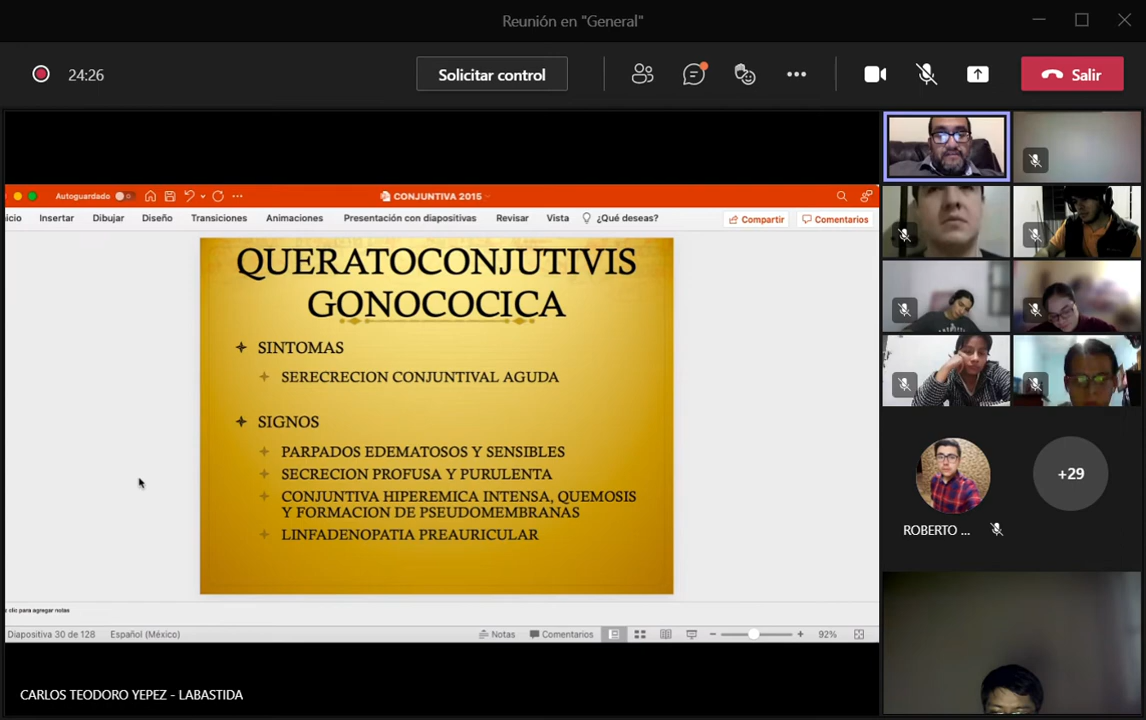 Reunión en "General"
24:26
Solicitar control
Salir
Autoguardado
CONJUNTIVA 2015
icio Insertar Dibujar Diseño Transiciones Animaciones Presentación con diapositivas Revisar Vista ¿Qué deseas?
Compartir Comentarios
QUERATOCONJUTIVIS
GONOCOCICA
SINTOMAS
SERECRECION CONJUNTIVAL AGUDA
SIGNOS
PARPADOS EDEMATOSOS Y SENSIBLES
SECRECION PROFUSA Y PURULENTA
CONJUNTIVA HIPEREMICA INTENSA, QUEMOSIS
Y FORMACION DE PSEUDOMEMBRANAS
LINFADENOPATIA PREAURICULAR
clic para agregar notas
Diapositiva 30 de 128 Español (México)
Notas Comentarios 92%
+29
ROBERTO ...
CARLOS TEODORO YEPEZ - LABASTIDA